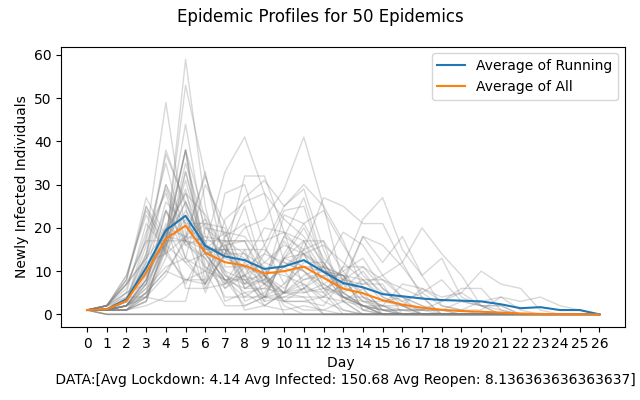 Epidemic Profiles for 50 Epidemics
Average of Running
Average of All
60
50
40
30
20
10
0
Newly Infected Individuals
0 1 2 3 4 5 6 7 8 9 10 11 12 13 14 15 16 17 18 19 20 21 22 23 24 25 26
Day
DATA:[Avg Lockdown: 4.14 Avg Infected: 150.68 Avg Reopen: 8.136363636363637]